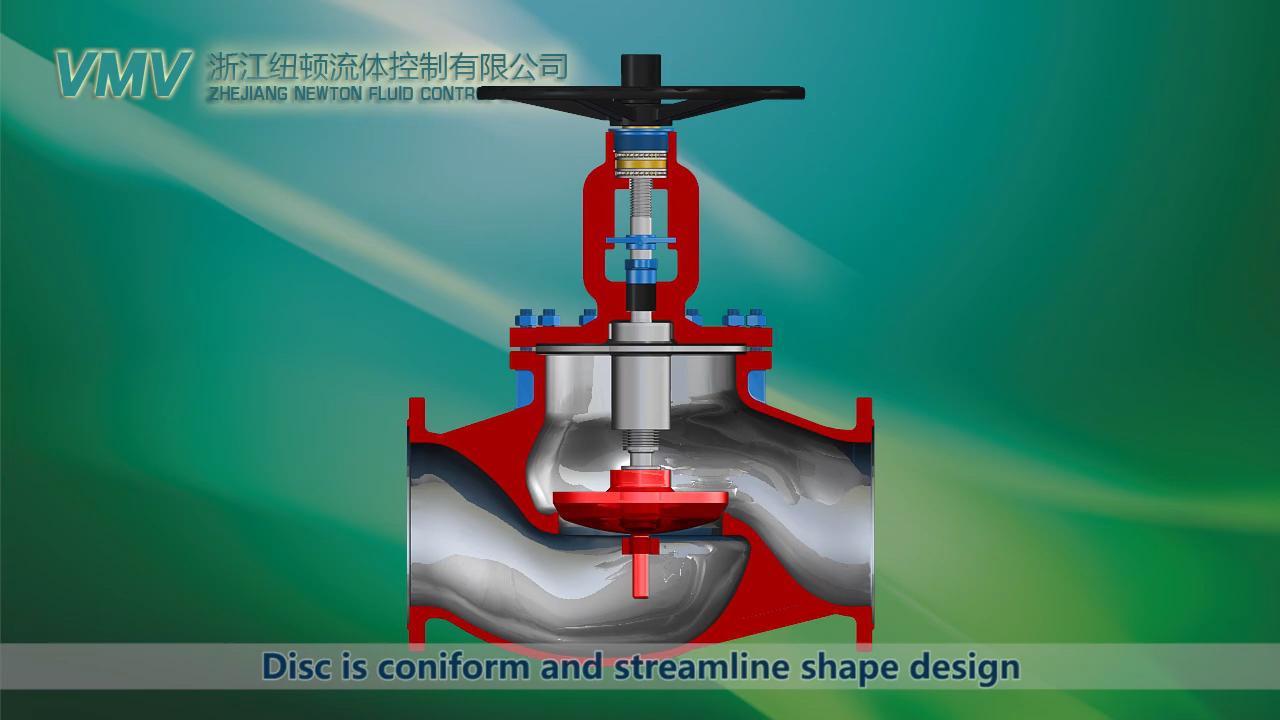 VMV 浙江纽顿流体控制有限公司
ZHEJIANG NEWTON FLUID
Disc is coniform and streamline shape design